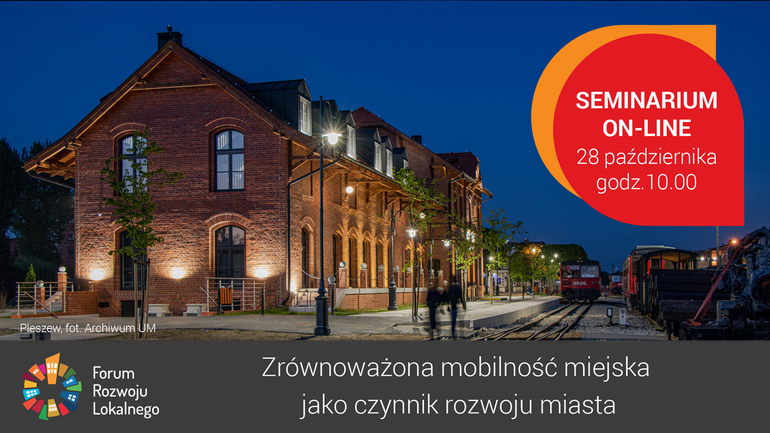 SEMINARIUM
ON-LINE
28 października
godz.10.00
Pleszew, fot. Archiwum UM
Forum
Rozwoju
Lokalnego
Zrównoważona mobilność miejska
jako czynnik rozwoju miasta